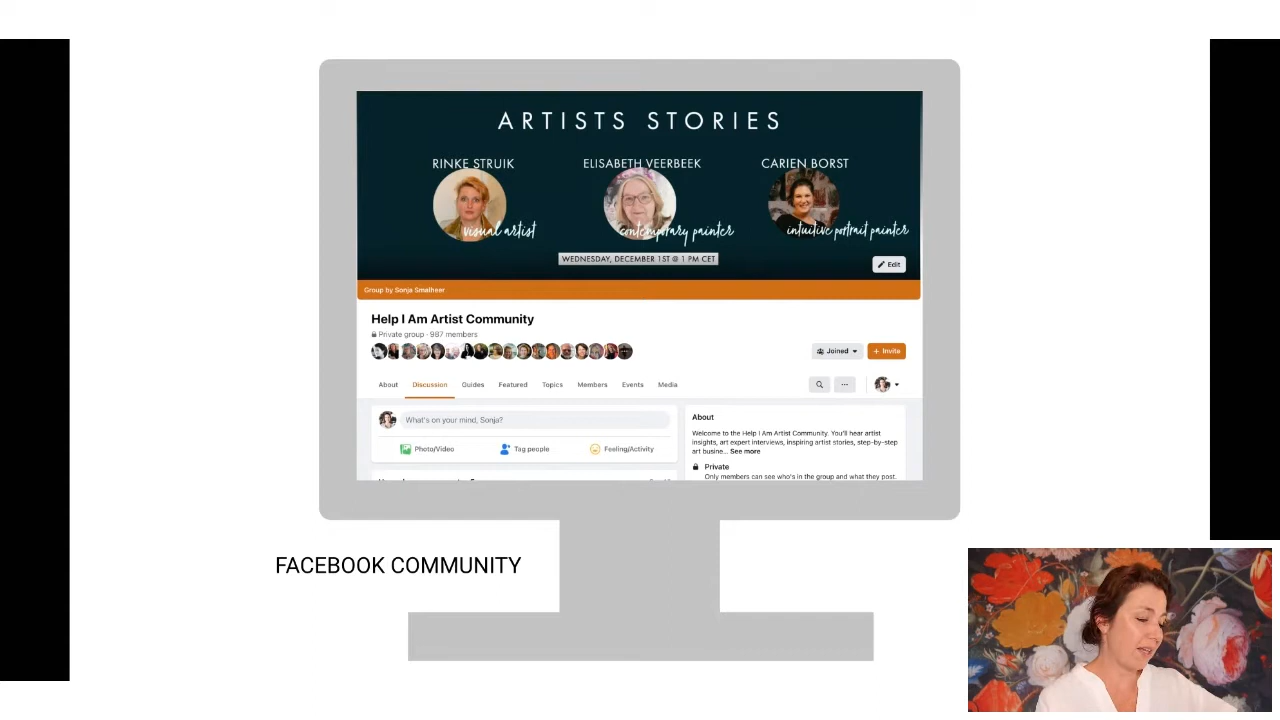 ARTISTS STORIES
RINKE STRUIK
ELISABETH VEERBEEK
CARIEN BORST
visual artist
contemporary painter
intuitive portrait painter
WEDNESDAY, DECEMBER 1ST @ 1 PM CET
Edit
Group by Sonja Smalheer
Help I Am Artist Community
Private group · 987 members
Joined
+ Invite
About
Discussion
Guides
Featured
Topics
Members
Events
Media
What's on your mind, Sonja?
Photo/Video
Tag people
Feeling/Activity
About
Welcome to the Help I Am Artist Community. You'll hear artist
insights, art expert interviews, inspiring artist stories, step-by-step
art busine... See more
Private
Only members can see who's in the group and what they post.
FACEBOOK COMMUNITY